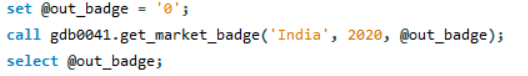 set @out_badge = '0';
call gdb0041.get_market_badge('India', 2020, @out_badge);
select @out_badge;